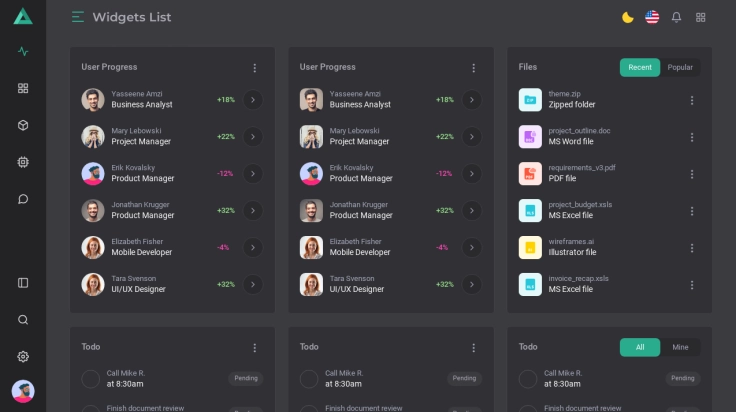 Widgets List
User Progress
Yasseene Amzi
Business Analyst
+18%
Mary Lebowski
Project Manager
+22%
Erik Kovalsky
Product Manager
-12%
Jonathan Krugger
Product Manager
+32%
Elizabeth Fisher
Mobile Developer
-4%
Tara Svenson
UI/UX Designer
+32%
User Progress
Yasseene Amzi
Business Analyst
+18%
Mary Lebowski
Project Manager
+22%
Erik Kovalsky
Product Manager
-12%
Jonathan Krugger
Product Manager
+32%
Elizabeth Fisher
Mobile Developer
-4%
Tara Svenson
UI/UX Designer
+32%
Files
Recent
Popular
theme.zip
Zipped folder
project_outline.doc
MS Word file
requirements_v3.pdf
PDF file
project_budget.xsls
MS Excel file
wireframes.ai
Illustrator file
invoice_recap.xsls
MS Excel file
Todo
Call Mike R.
at 8:30am
Pending
Finish document review
Todo
Call Mike R.
at 8:30am
Pending
Finish document review
Todo
All
Mine
Call Mike R.
at 8:30am
Pending
Finish document review